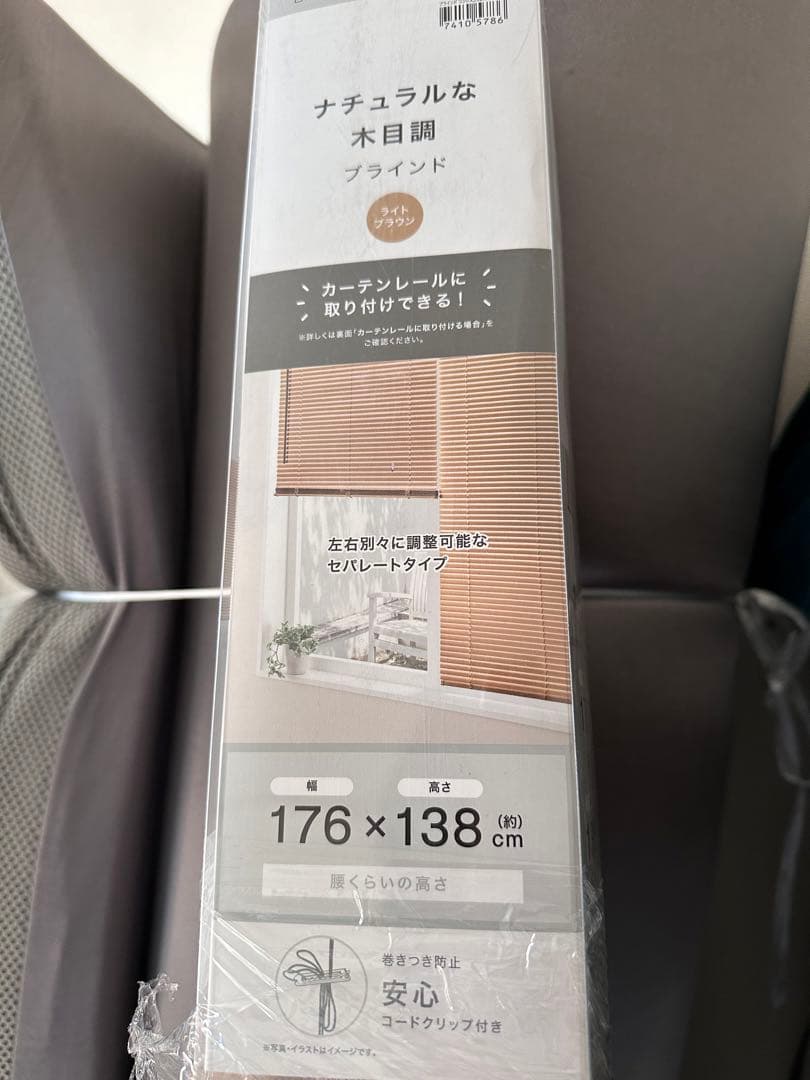 7410 5786
ナチュラルな
木目調
ブラインド
ライト
ブラウン
カーテンレールに
取り付けできる!
※詳しくは裏面「カーテンレールに取り付ける場合」を
ご確認ください。
左右別々に調整可能な
セパレートタイプ
幅 高さ
176×138(約)cm
腰くらいの高さ
巻きつき防止
安心
コードクリップ付き
※写真・イラストはイメージです。